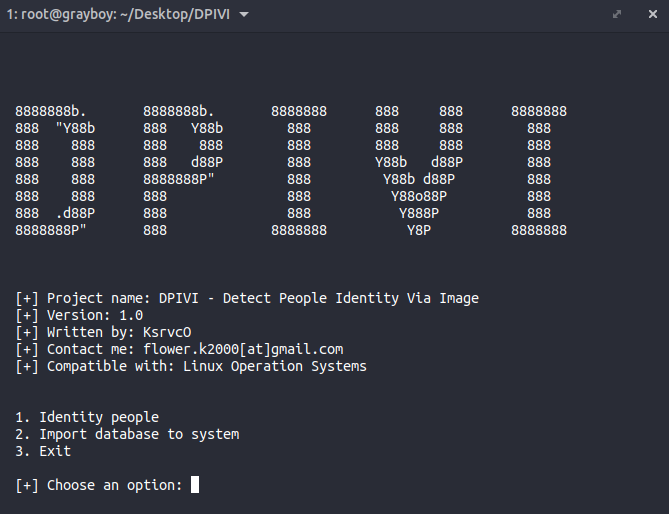 1: root@grayboy: ~/Desktop/DPIVI
8888888b.       8888888b.       8888888      888     888      8888888
888  "Y88b      888   Y88b        888        888     888        888
888    888      888    888        888        888     888        888
888    888      888   d88P        888        Y88b   d88P        888
888    888      8888888P"         888         Y88b d88P         888
888    888      888               888          Y88o88P          888
888  .d88P      888               888           Y888P           888
8888888P"       888             8888888          Y8P          8888888
[+] Project name: DPIVI - Detect People Identity Via Image
[+] Version: 1.0
[+] Written by: KsrvcO
[+] Contact me: flower.k2000[at]gmail.com
[+] Compatible with: Linux Operation Systems
1. Identity people
2. Import database to system
3. Exit
[+] Choose an option: